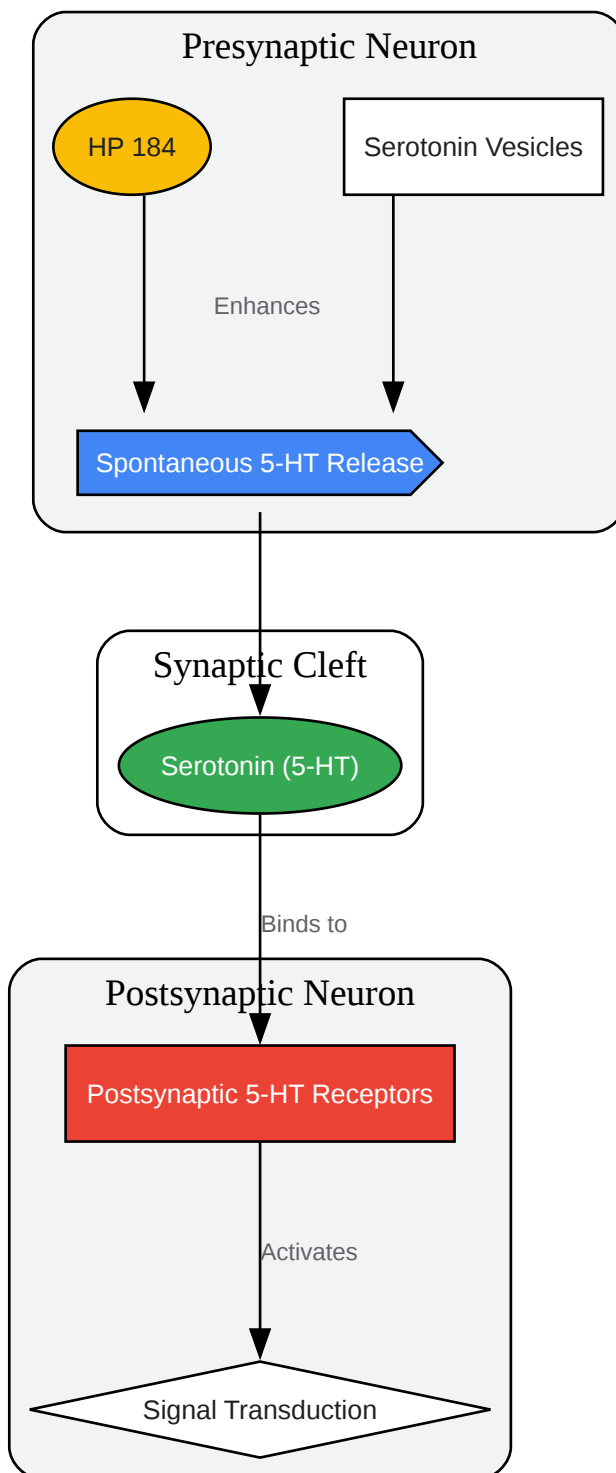 Presynaptic Neuron
HP 184
Serotonin Vesicles
Enhances
Spontaneous 5-HT Release
Synaptic Cleft
Serotonin (5-HT)
Binds to
Postsynaptic Neuron
Postsynaptic 5-HT Receptors
Activates
Signal Transduction